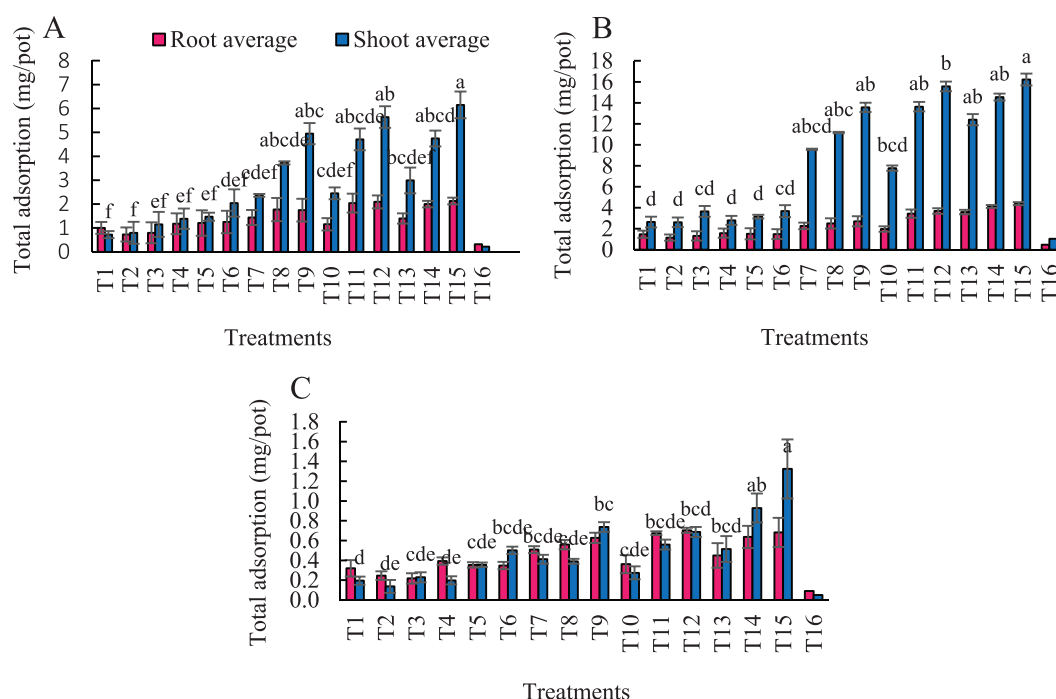 A
Root average
Shoot average
Total adsorption (mg/pot)
8
7
6
5
4
3
2
1
0
f
f
ef
ef
ef
def
cdef
abcde
abc
cdef
abcde
ab
bcdef
abcd
a
T1
T2
T3
T4
T5
T6
T7
T8
T9
T10
T11
T12
T13
T14
T15
T16
Treatments
B
Total adsorption (mg/pot)
18
16
14
12
10
8
6
4
2
0
d
d
cd
d
d
cd
abcd
abc
ab
bcd
ab
b
ab
ab
a
T1
T2
T3
T4
T5
T6
T7
T8
T9
T10
T11
T12
T13
T14
T15
T16
Treatments
C
Total adsorption (mg/pot)
1.8
1.6
1.4
1.2
1.0
0.8
0.6
0.4
0.2
0.0
d
de
cde
de
cde
bcde
bcde
cde
bc
cde
bcde
bcd
bcd
ab
a
T1
T2
T3
T4
T5
T6
T7
T8
T9
T10
T11
T12
T13
T14
T15
T16
Treatments